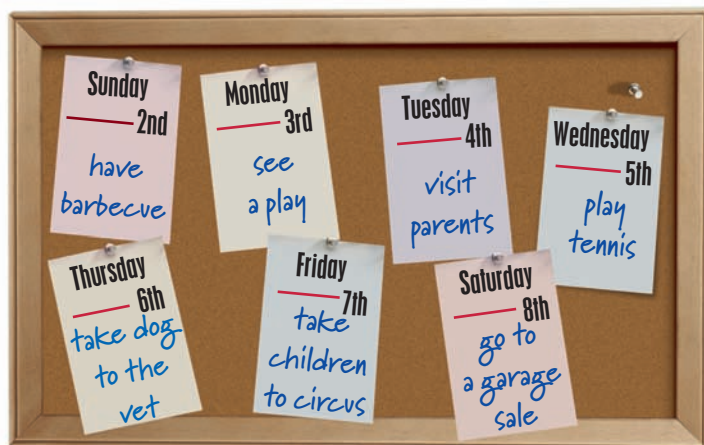 Sunday
2nd
have
barbecue
Monday
3rd
see
a play
Tuesday
4th
visit
parents
Wednesday
5th
play
tennis
Thursday
6th
take dog
to the
vet
Friday
7th
take
children
to circus
Saturday
8th
go to
a garage
sale